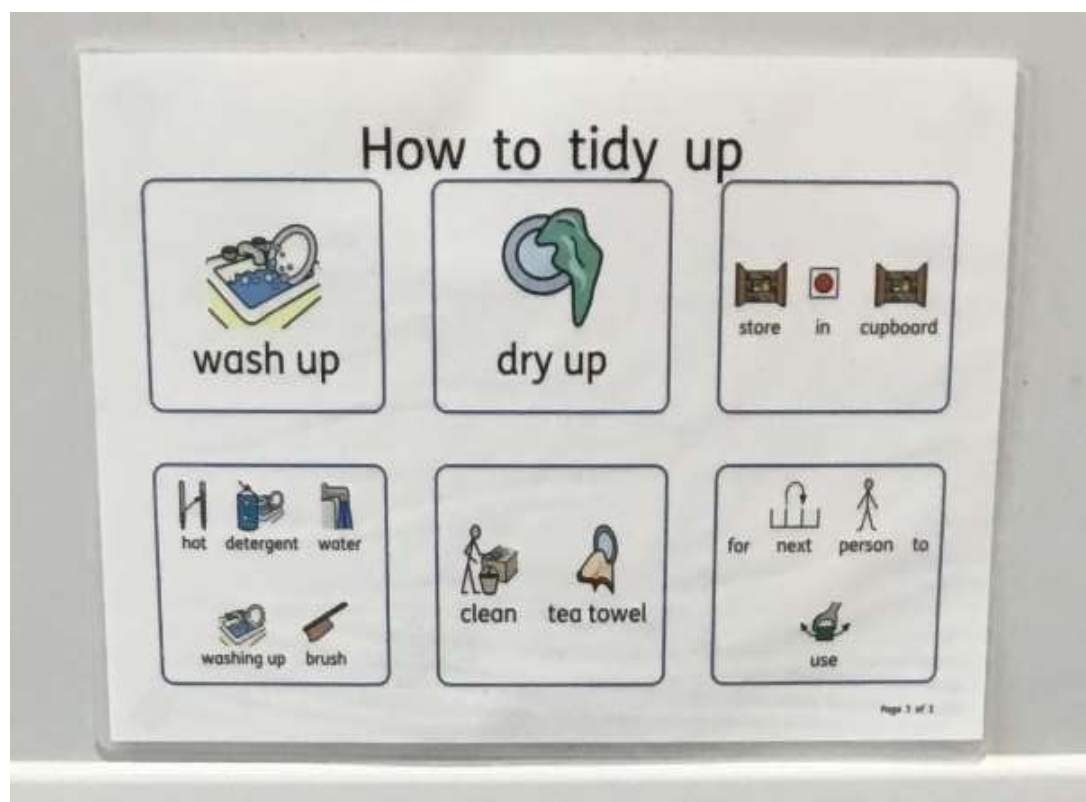 How to tidy up
wash up
dry up
store in cupboard
hot detergent water
washing up brush
clean tea towel
for next person to
use